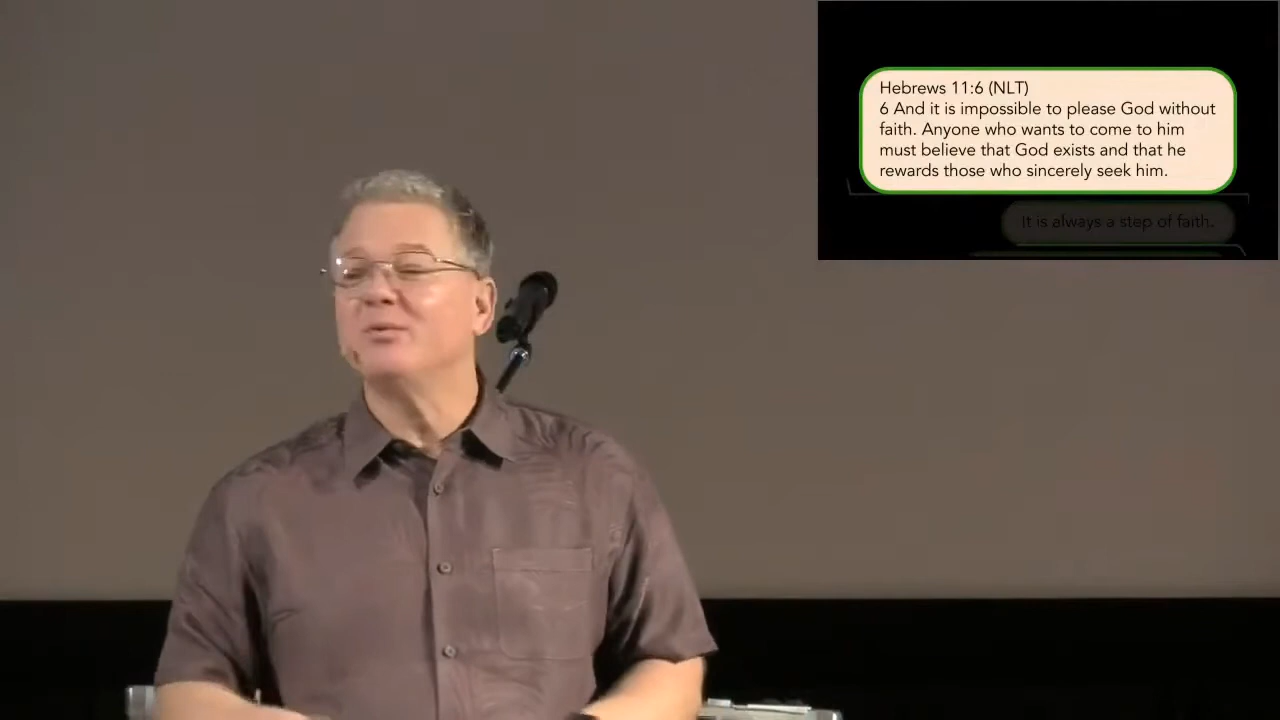 Hebrews 11:6 (NLT)
6 And it is impossible to please God without
faith. Anyone who wants to come to him
must believe that God exists and that he
rewards those who sincerely seek him.
It is always a step of faith.